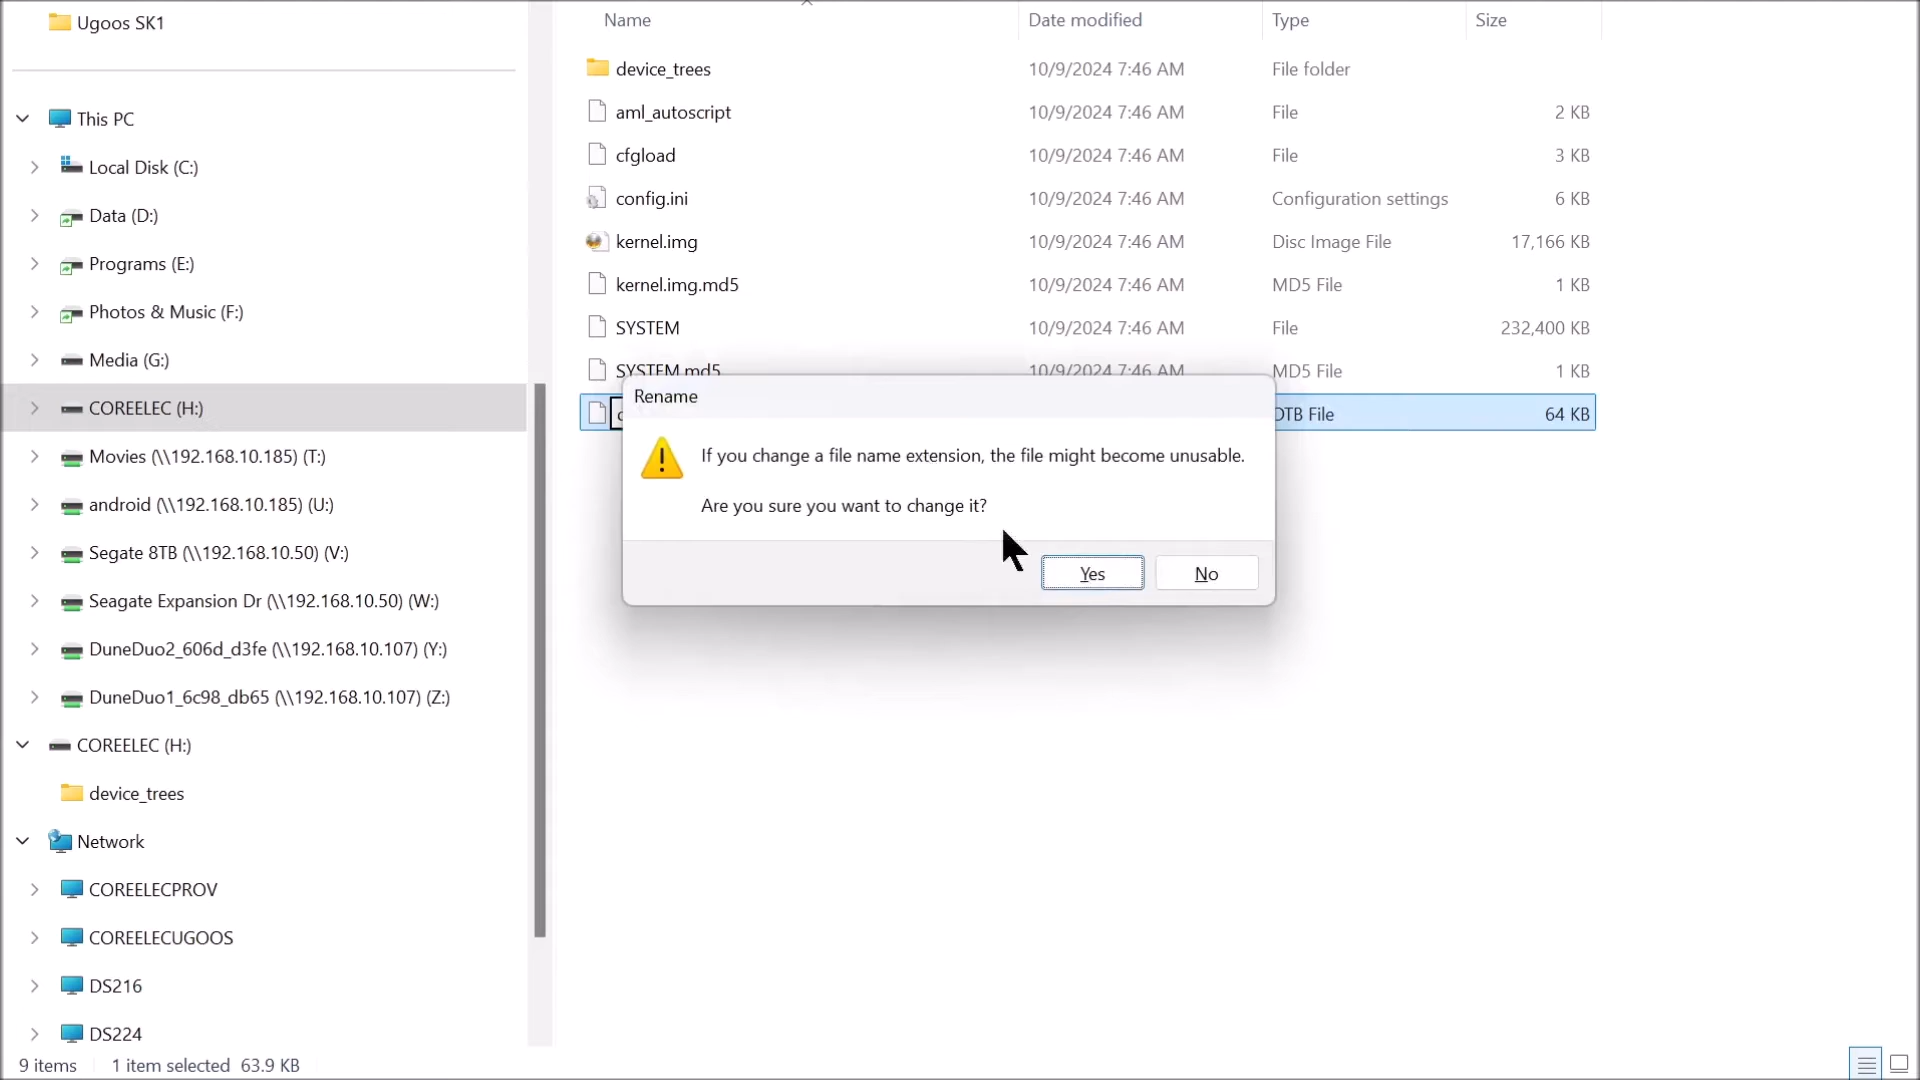 Ugoos SK1
This PC
Local Disk (C:)
Data (D:)
Programs (E:)
Photos & Music (F:)
Media (G:)
COREELEC (H:)
Movies (\\192.168.10.185) (T:)
android (\\192.168.10.185) (U:)
Segate 8TB (\\192.168.10.50) (V:)
Seagate Expansion Dr (\\192.168.10.50) (W:)
DuneDuo2_606d_d3fe (\\192.168.10.107) (Y:)
DuneDuo1_6c98_db65 (\\192.168.10.107) (Z:)
COREELEC (H:)
device_trees
Network
COREELECPROV
COREELECUGOOS
DS216
DS224
Name Date modified Type Size
device_trees 10/9/2024 7:46 AM File folder
aml_autoscript 10/9/2024 7:46 AM File 2 KB
cfgload 10/9/2024 7:46 AM File 3 KB
config.ini 10/9/2024 7:46 AM Configuration settings 6 KB
kernel.img 10/9/2024 7:46 AM Disc Image File 17,166 KB
kernel.img.md5 10/9/2024 7:46 AM MD5 File 1 KB
SYSTEM 10/9/2024 7:46 AM File 232,400 KB
SYSTEM.md5 10/9/2024 7:46 AM MD5 File 1 KB
DTB File 64 KB
Rename
If you change a file name extension, the file might become unusable.
Are you sure you want to change it?
Yes No
9 items 1 item selected 63.9 KB